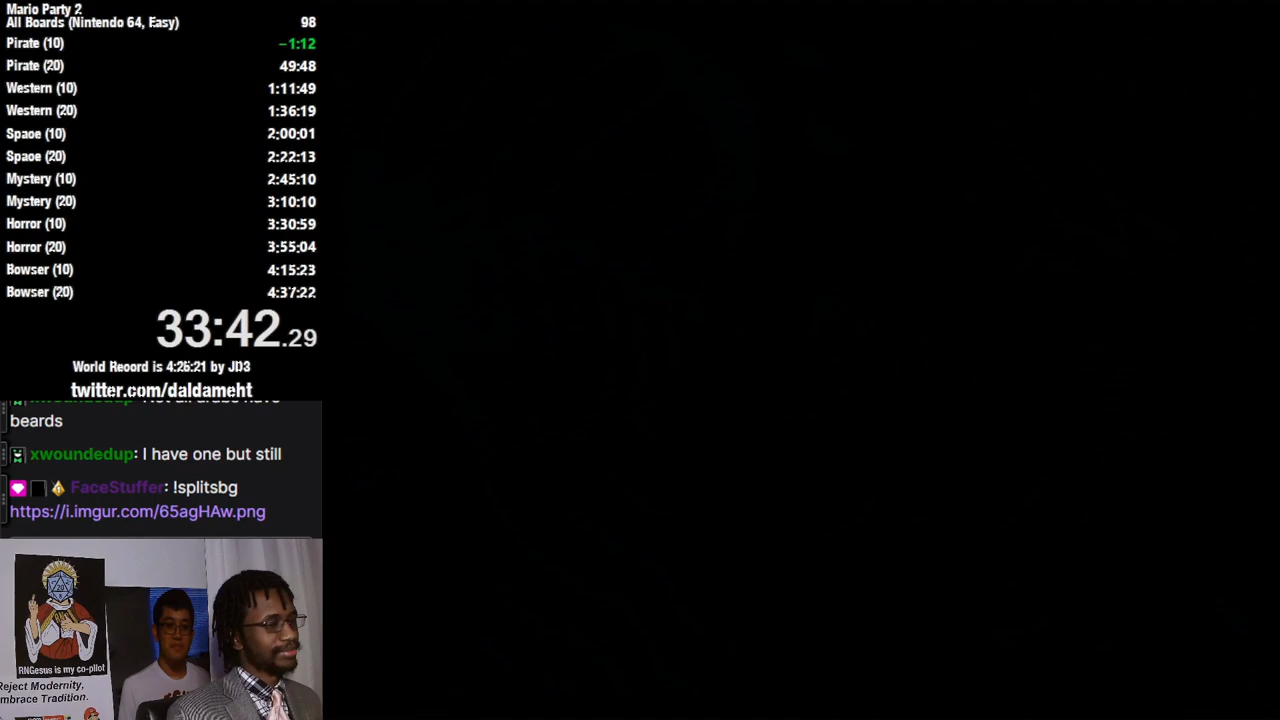 Mario Party 2
All Boards (Nintendo 64, Easy) 98
Pirate (10) −1:12
Pirate (20) 49:48
Western (10) 1:11:49
Western (20) 1:36:19
Space (10) 2:00:01
Space (20) 2:22:13
Mystery (10) 2:45:10
Mystery (20) 3:10:10
Horror (10) 3:30:59
Horror (20) 3:55:04
Bowser (10) 4:15:23
Bowser (20) 4:37:22
33:42.29
World Record is 4:26:21 by JD3
twitter.com/daldameht
beards
xwoundedup: I have one but still
FaceStuffer: !splitsbg
https://i.imgur.com/65agHAw.png
RNGesus is my co-pilot
Reject Modernity,
Embrace Tradition.